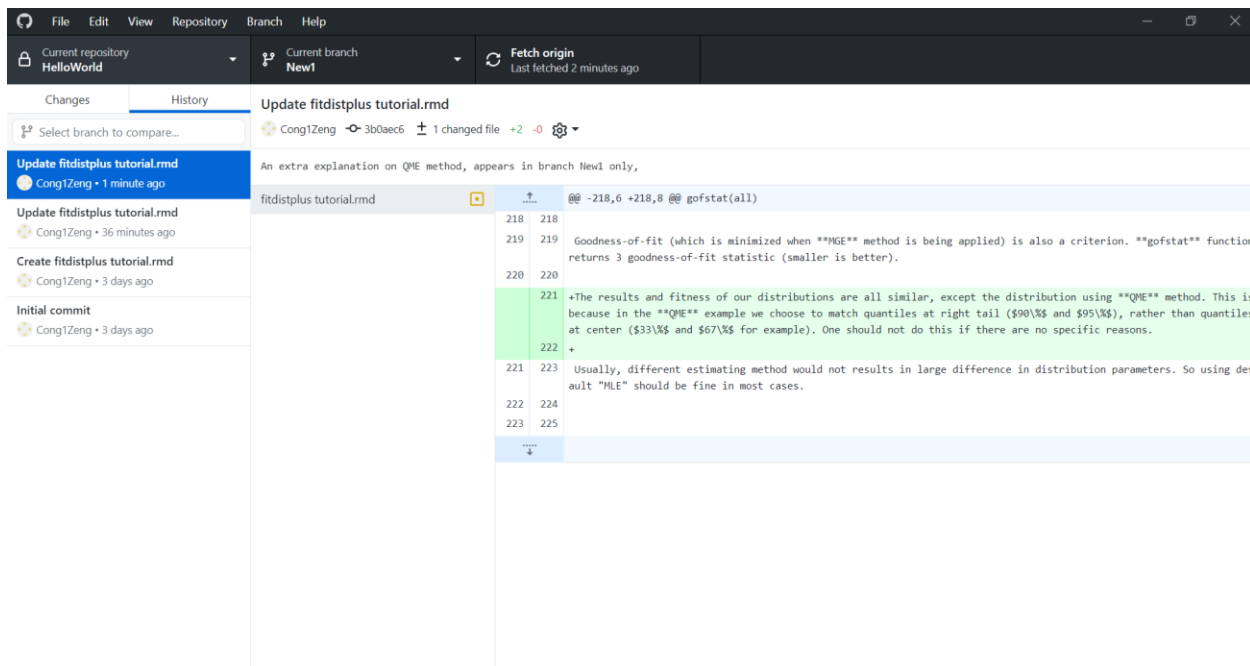 File Edit View Repository Branch Help
Current repository
HelloWorld
Current branch
New1
Fetch origin
Last fetched 2 minutes ago
Changes History
Select branch to compare...
Update fitdistplus tutorial.rmd
Cong1Zeng • 1 minute ago
Update fitdistplus tutorial.rmd
Cong1Zeng • 36 minutes ago
Create fitdistplus tutorial.rmd
Cong1Zeng • 3 days ago
Initial commit
Cong1Zeng • 3 days ago
Update fitdistplus tutorial.rmd
Cong1Zeng 3b0aec6 1 changed file +2 -0
An extra explanation on QME method, appears in branch New1 only,
fitdistplus tutorial.rmd
@@ -218,6 +218,8 @@ gofstat(all)
218 218
219 219 Goodness-of-fit (which is minimized when **MGE** method is being applied) is also a criterion. **gofstat** function
returns 3 goodness-of-fit statistic (smaller is better).
220 220
221 +The results and fitness of our distributions are all similar, except the distribution using **QME** method. This is
because in the **QME** example we choose to match quantiles at right tail ($90\%$ and $95\%$), rather than quantiles
at center ($33\%$ and $67\%$ for example). One should not do this if there are no specific reasons.
222 +
221 223 Usually, different estimating method would not results in large difference in distribution parameters. So using def
ault "MLE" should be fine in most cases.
222 224
223 225